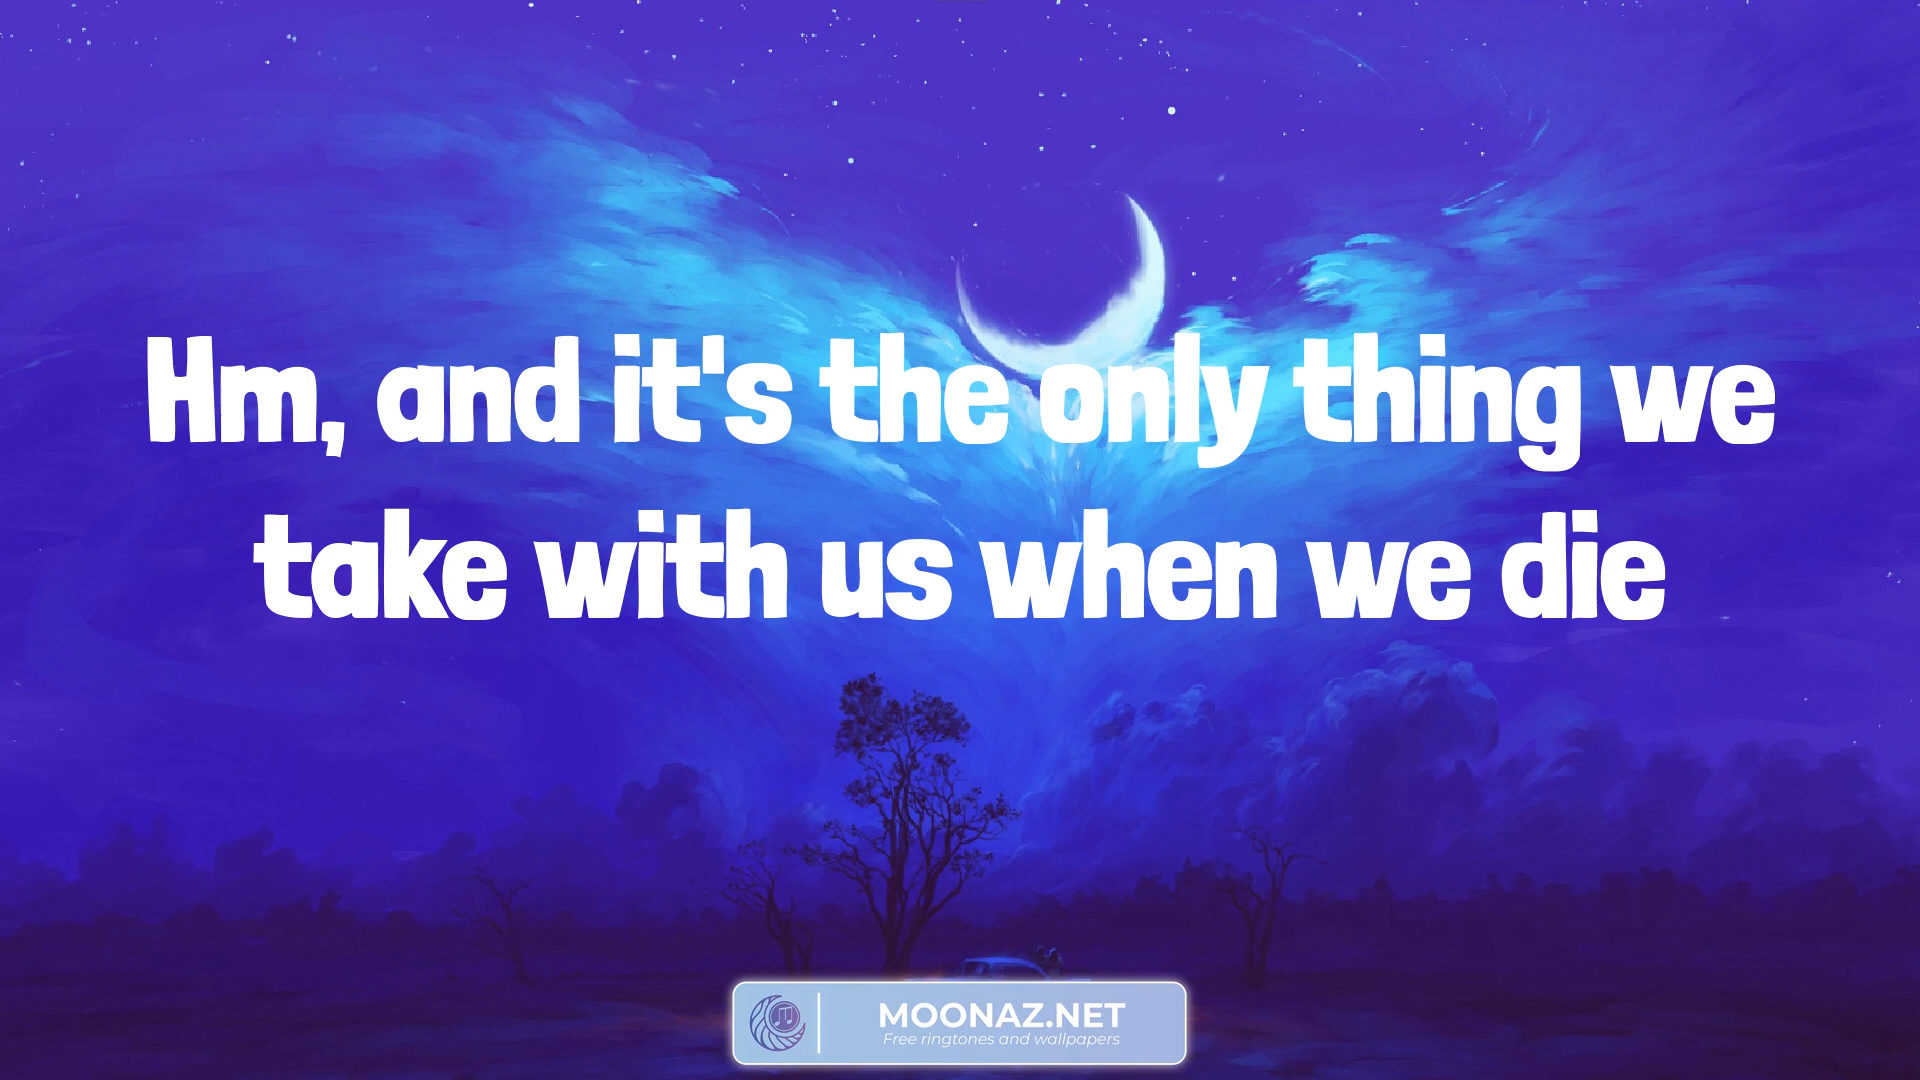 Hm, and it's the only thing we
take with us when we die
MOONAZ.NET
Free ringtones and wallpapers